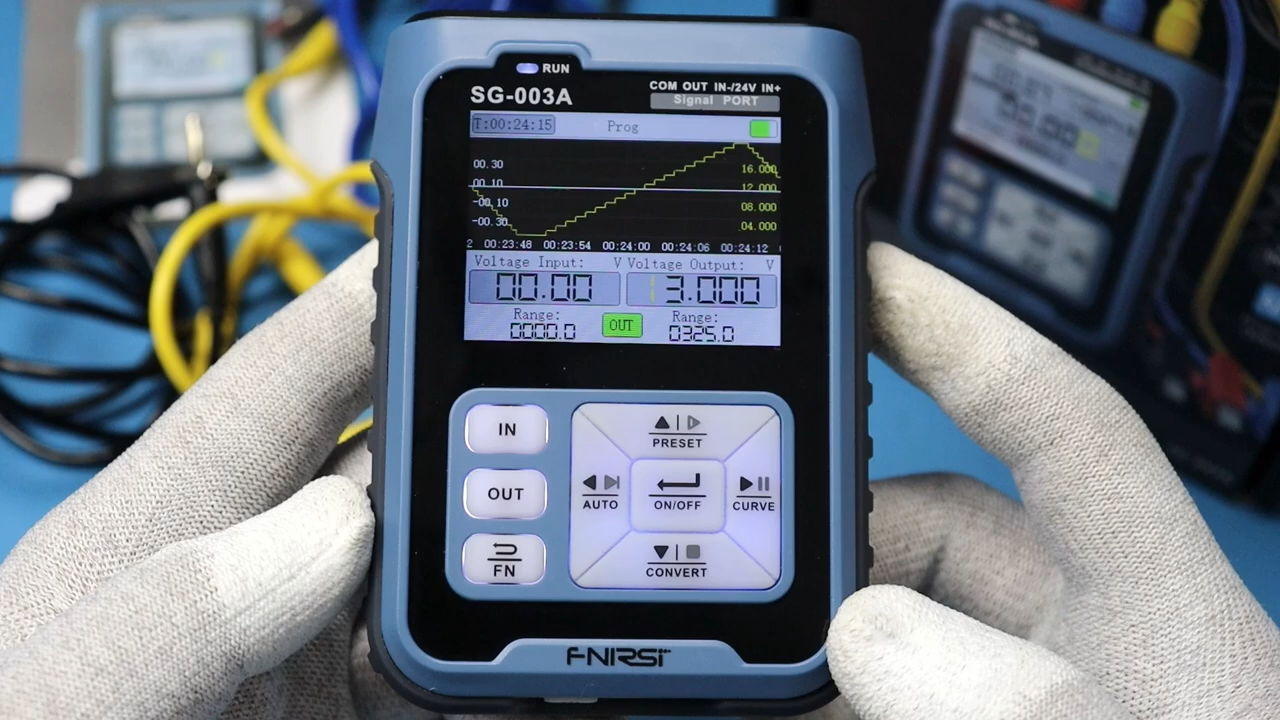 RUN
SG-003A
COM OUT IN-/24V IN+
Signal PORT
T:00:24:15 Prog
00.30 16.000
00.10 12.000
-00.10 08.000
-00.30 04.000
2 00:23:48 00:23:54 00:24:00 00:24:06 00:24:12
Voltage Input: V Voltage Output: V
00.00 13.000
Range: Range:
0000.0 OUT 0325.0
IN
PRESET
OUT
AUTO ON/OFF CURVE
FN
CONVERT
FNIRSI